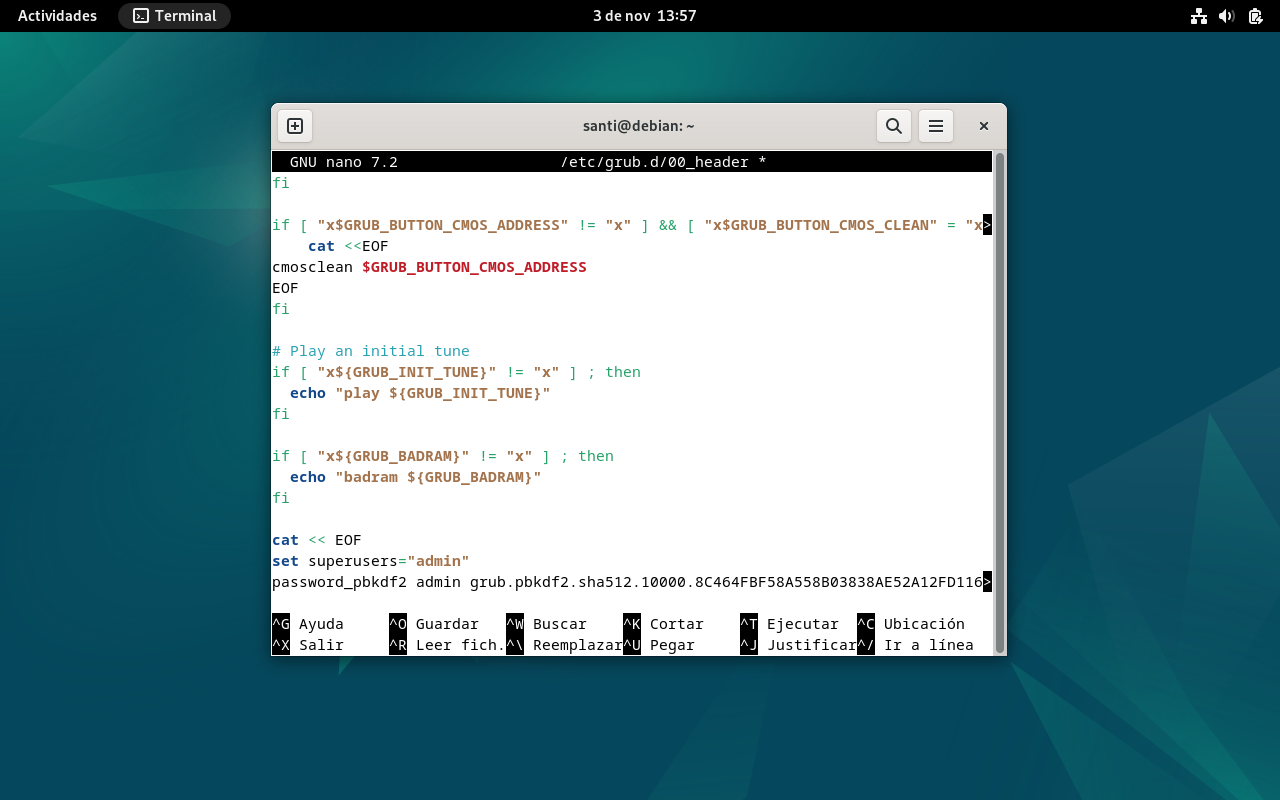 Actividades Terminal 3 de nov 13:57
santi@debian: ~
GNU nano 7.2 /etc/grub.d/00_header *
fi
if [ "x$GRUB_BUTTON_CMOS_ADDRESS" != "x" ] && [ "x$GRUB_BUTTON_CMOS_CLEAN" = "x>
cat <<EOF
cmosclean $GRUB_BUTTON_CMOS_ADDRESS
EOF
fi
# Play an initial tune
if [ "x${GRUB_INIT_TUNE}" != "x" ] ; then
echo "play ${GRUB_INIT_TUNE}"
fi
if [ "x${GRUB_BADRAM}" != "x" ] ; then
echo "badram ${GRUB_BADRAM}"
fi
cat << EOF
set superusers="admin"
password_pbkdf2 admin grub.pbkdf2.sha512.10000.8C464FBF58A558B03838AE52A12FD116>
^G Ayuda ^O Guardar ^W Buscar ^K Cortar ^T Ejecutar ^C Ubicación
^X Salir ^R Leer fich. ^\ Reemplazar ^U Pegar ^J Justificar ^/ Ir a línea